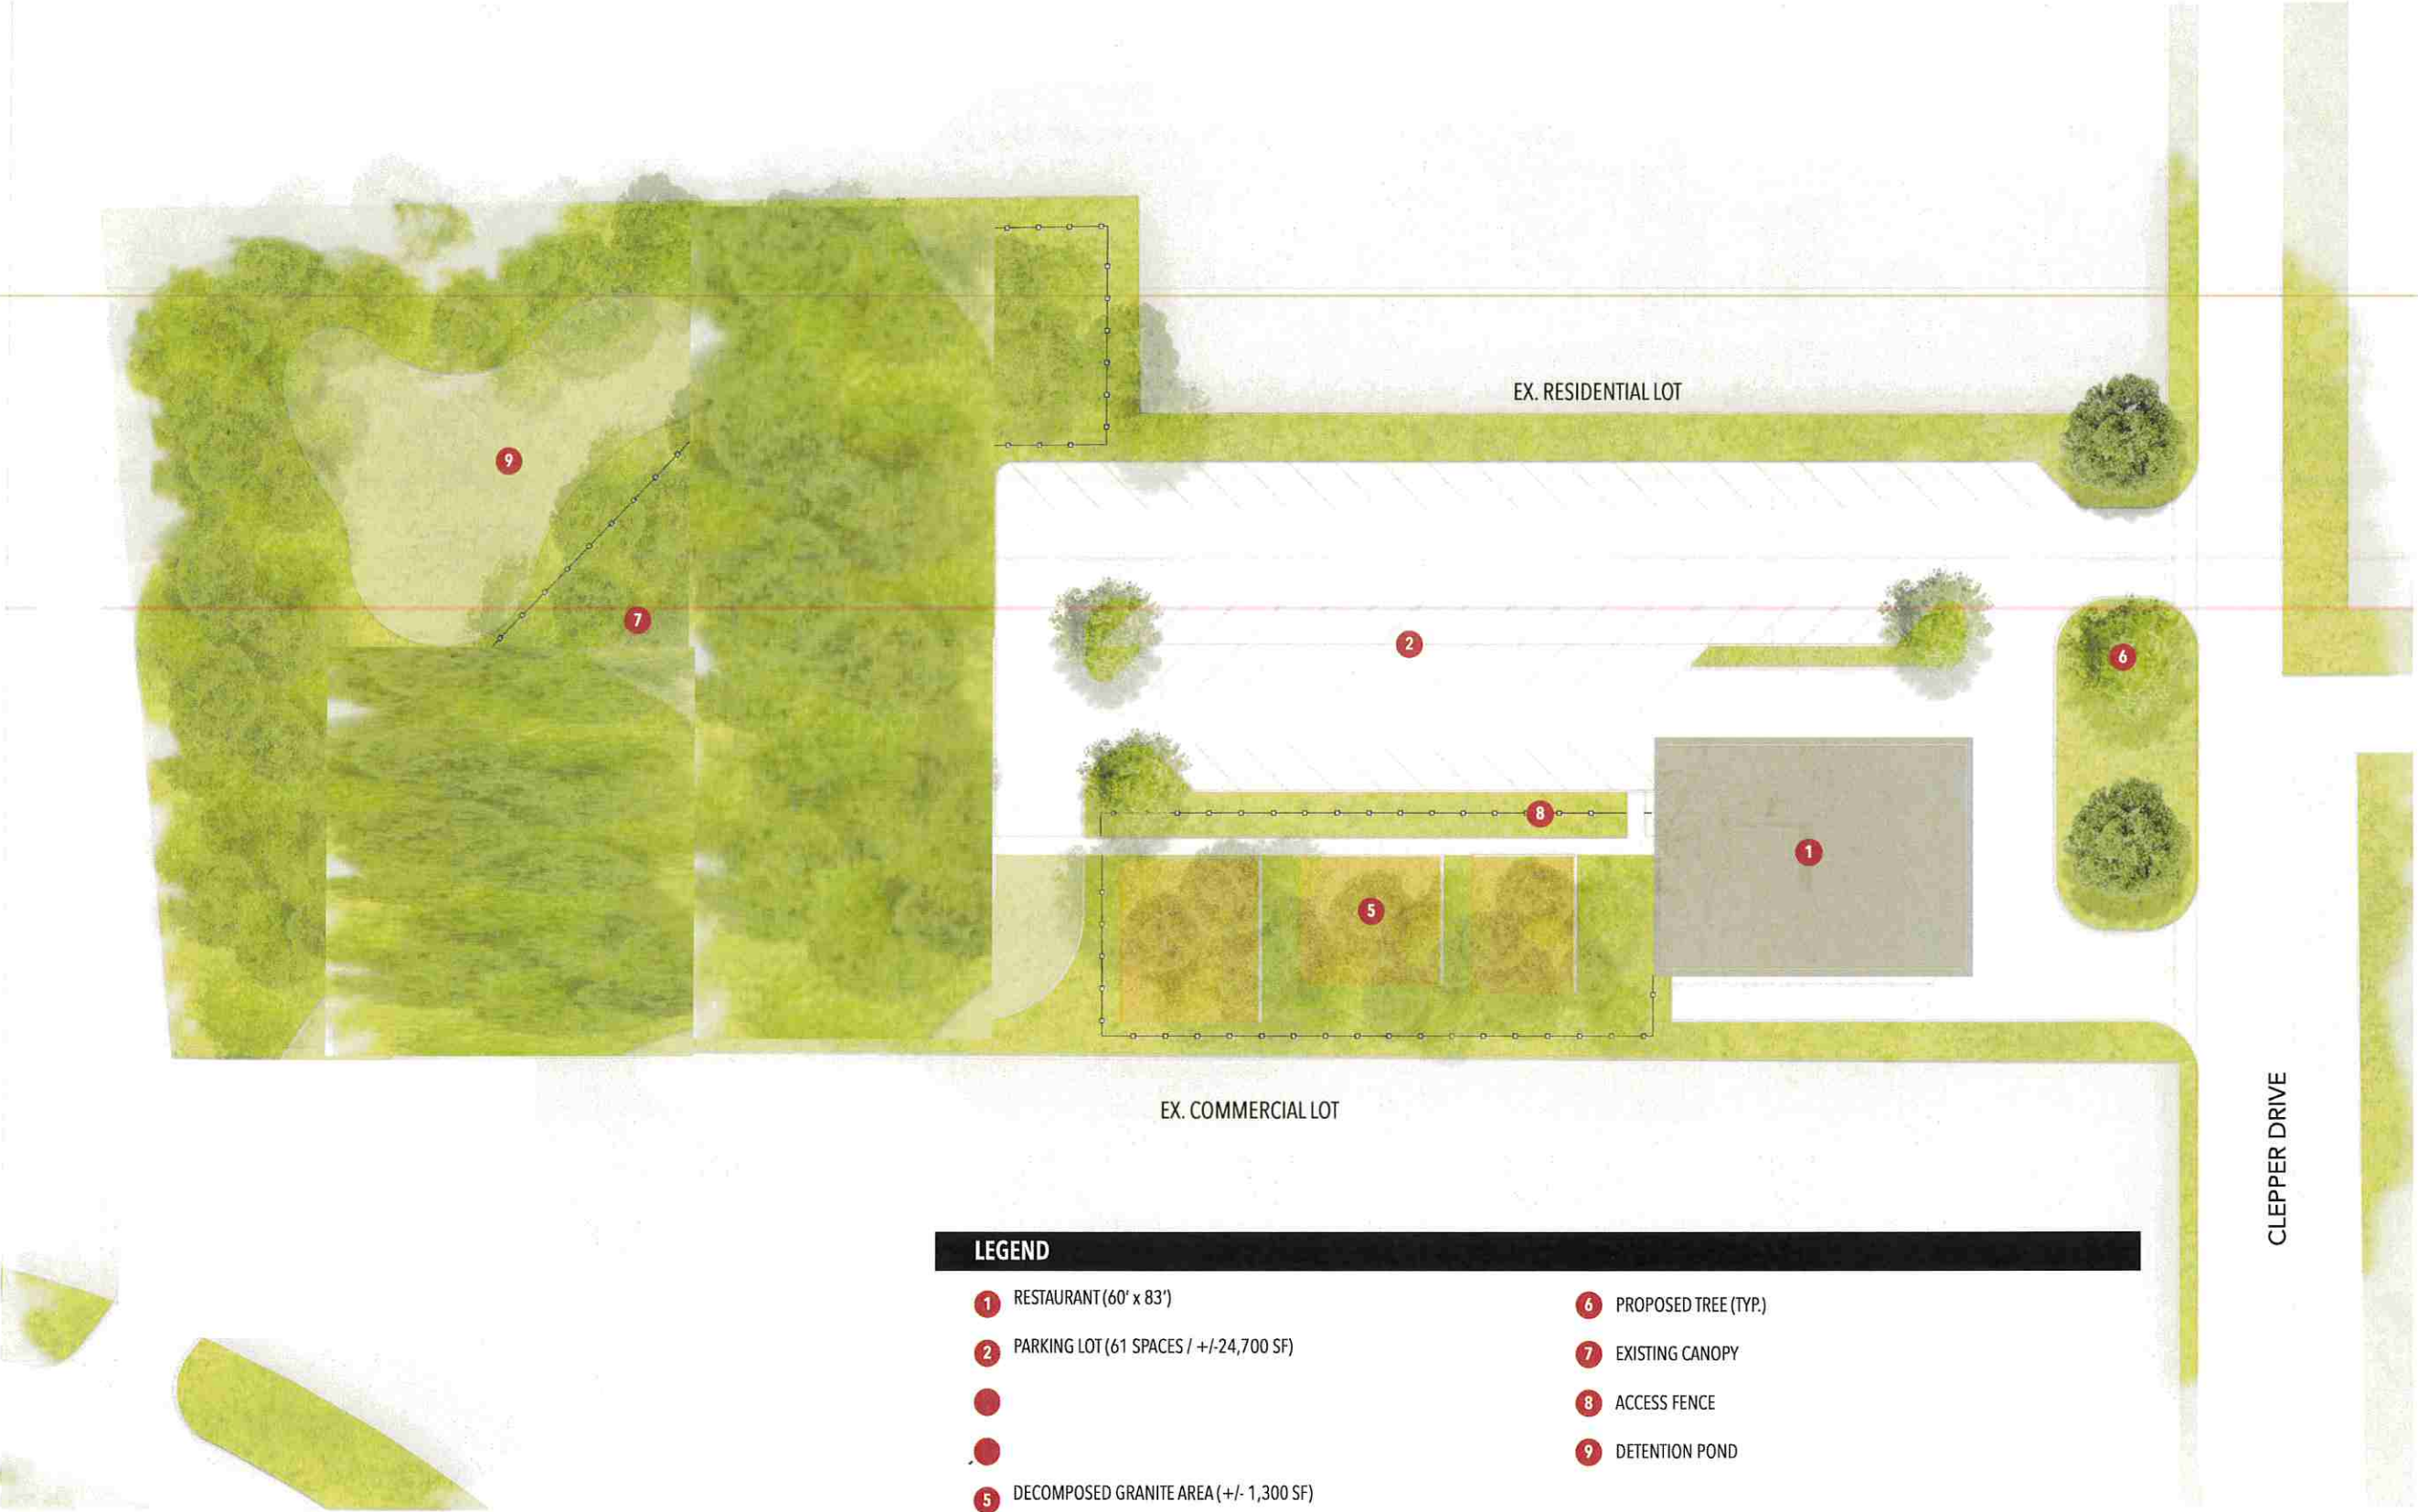 EX. RESIDENTIAL LOT
9
7
2
6
8
1
5
EX. COMMERCIAL LOT
CLEPPER DRIVE
LEGEND
1 RESTAURANT (60' x 83')
2 PARKING LOT (61 SPACES / +/-24,700 SF)
5 DECOMPOSED GRANITE AREA (+/- 1,300 SF)
6 PROPOSED TREE (TYP.)
7 EXISTING CANOPY
8 ACCESS FENCE
9 DETENTION POND